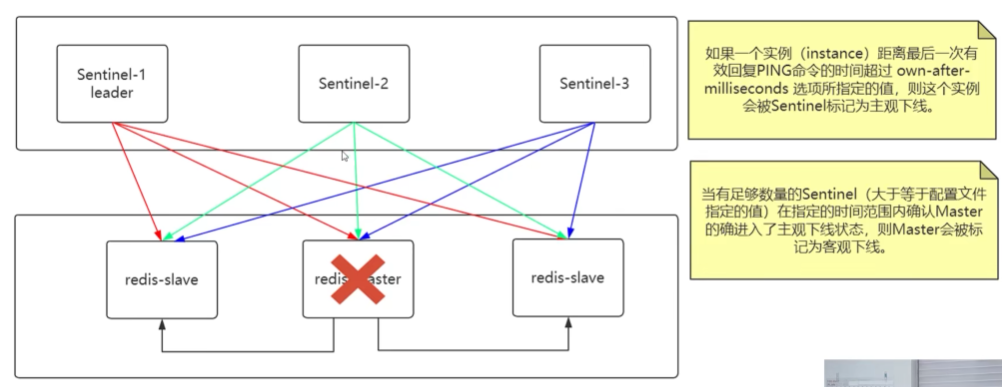 Sentinel-1
leader
Sentinel-2
Sentinel-3
如果一个实例（instance）距离最后一次有
效回复PING命令的时间超过 own-after-
milliseconds 选项所指定的值，则这个实例
会被Sentinel标记为主观下线。
当有足够数量的Sentinel（大于等于配置文件
指定的值）在指定的时间范围内确认Master
的确进入了主观下线状态，则Master会被标
记为客观下线。
redis-slave
redis-master
redis-slave